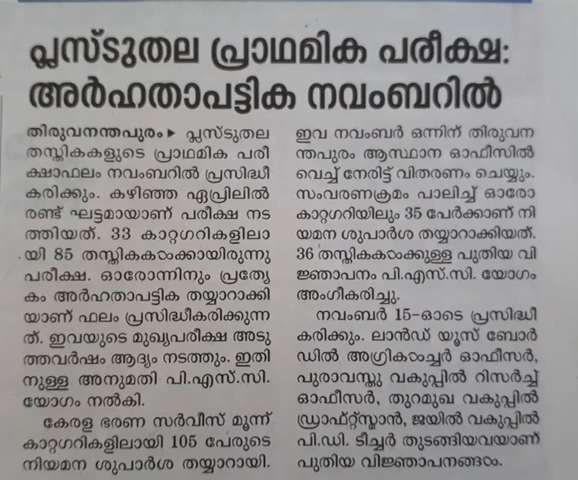 പ്ലസ്ടുതല പ്രാഥമിക പരീക്ഷ:
അർഹതാപട്ടിക നവംബറിൽ
തിരുവനന്തപുരം ▸ പ്ലസ്ടുതല
തസ്തികകളുടെ പ്രാഥമിക പരീ
ക്ഷാഫലം നവംബറിൽ പ്രസിദ്ധീ
കരിക്കും. കഴിഞ്ഞ ഏപ്രിലിൽ
രണ്ട് ഘട്ടമായാണ് പരീക്ഷ നട
ത്തിയത്. 33 കാറ്റഗറികളിലാ
യി 85 തസ്തികകൾക്കായിരുന്നു
പരീക്ഷ. ഓരോന്നിനും പ്രത്യേ
കം അർഹതാപട്ടിക തയ്യാറാക്കി
യാണ് ഫലം പ്രസിദ്ധീകരിക്കുന്ന
ത്. ഇവയുടെ മുഖ്യപരീക്ഷ അടു
ത്തവർഷം ആദ്യം നടത്തും. ഇതി
നുള്ള അനുമതി പി.എസ്.സി.
യോഗം നൽകി.
കേരള ഭരണ സർവീസ് മൂന്ന്
കാറ്റഗറികളിലായി 105 പേരുടെ
നിയമന ശുപാർശ തയ്യാറായി.
ഇവ നവംബർ ഒന്നിന് തിരുവന
ന്തപുരം ആസ്ഥാന ഓഫീസിൽ
വെച്ച് നേരിട്ട് വിതരണം ചെയ്യും.
സംവരണക്രമം പാലിച്ച് ഓരോ
കാറ്റഗറിയിലും 35 പേർക്കാണ് നി
യമന ശുപാർശ തയ്യാറാക്കിയത്.
36 തസ്തികകൾക്കുള്ള പുതിയ വി
ജ്ഞാപനം പി.എസ്.സി. യോഗം
അംഗീകരിച്ചു.
നവംബർ 15-ഓടെ പ്രസിദ്ധീ
കരിക്കും. ലാൻഡ് യൂസ് ബോർ
ഡിൽ അഗ്രികൾച്ചർ ഓഫീസർ,
പുരാവസ്തു വകുപ്പിൽ റിസർച്ച്
ഓഫീസർ, തുറമുഖ വകുപ്പിൽ
ഡ്രാഫ്റ്റ്സ്മാൻ, ജയിൽ വകുപ്പിൽ
പി.ഡി. ടീച്ചർ തുടങ്ങിയവയാണ്
പുതിയ വിജ്ഞാപനങ്ങൾ.